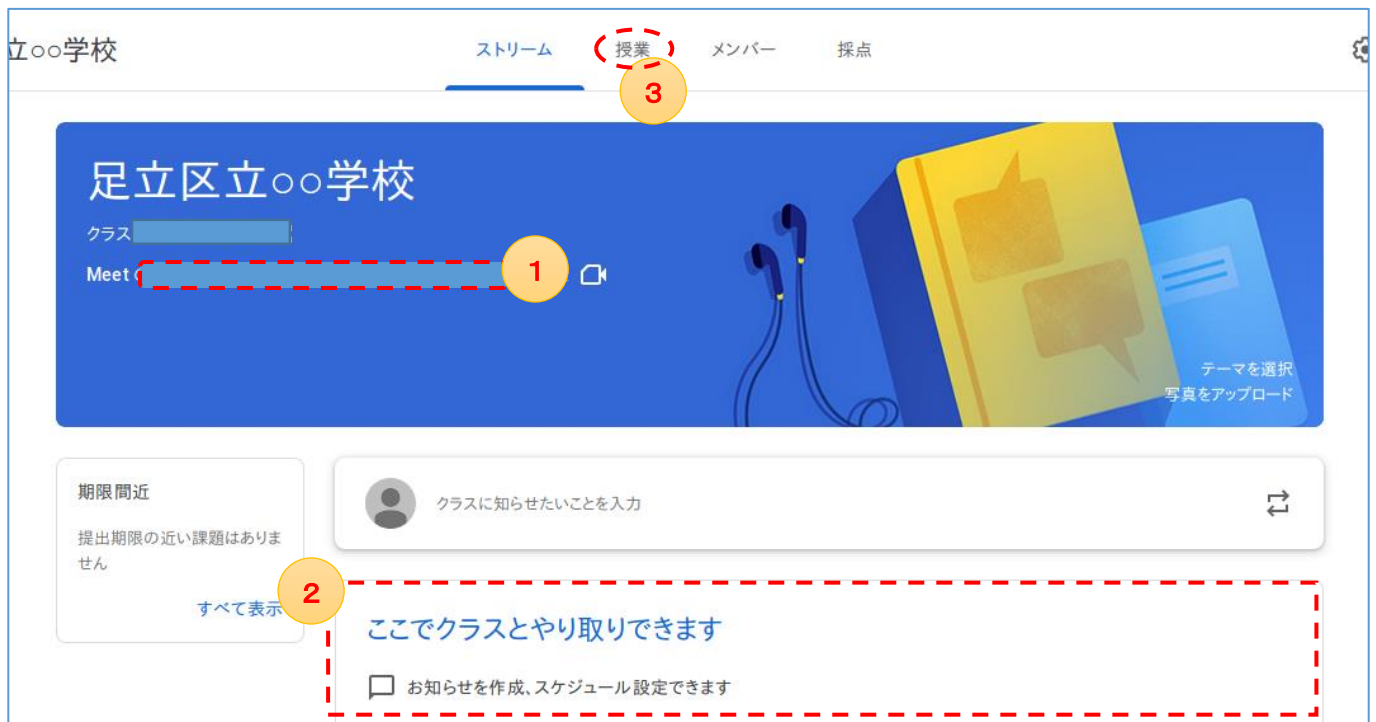 立○○学校
ストリーム 授業 メンバー 採点
3
足立区立○○学校
クラス
Meet
1
テーマを選択
写真をアップロード
期限間近
提出期限の近い課題はありま
せん
すべて表示
クラスに知らせたいことを入力
2
ここでクラスとやり取りできます
お知らせを作成、スケジュール設定できます